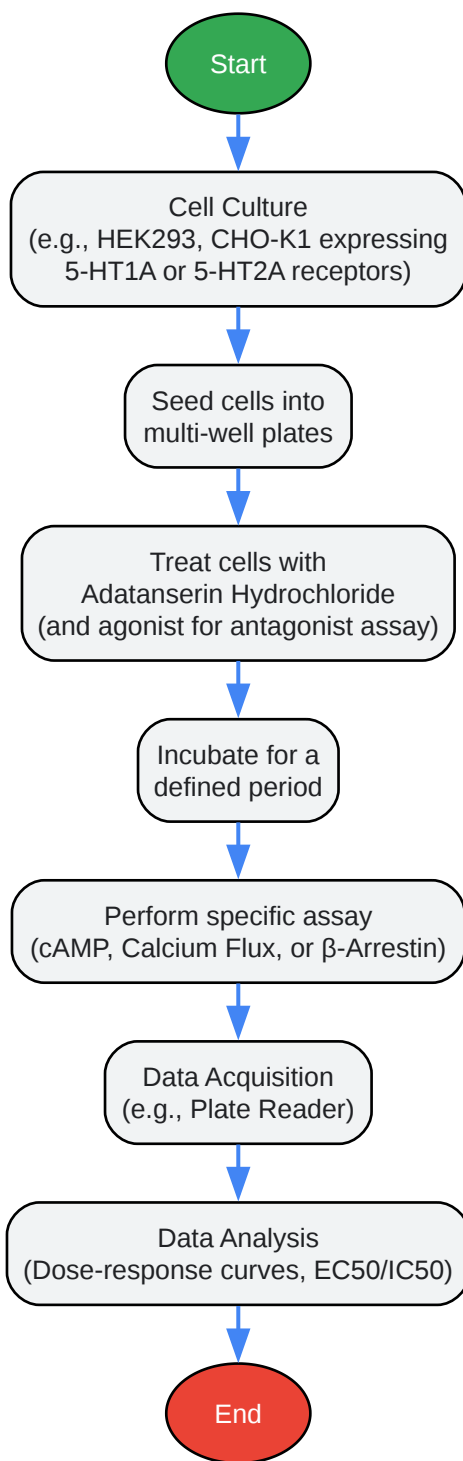 Start
Cell Culture
(e.g., HEK293, CHO-K1 expressing
5-HT1A or 5-HT2A receptors)
Seed cells into
multi-well plates
Treat cells with
Adatanserin Hydrochloride
(and agonist for antagonist assay)
Incubate for a
defined period
Perform specific assay
(cAMP, Calcium Flux, or β-Arrestin)
Data Acquisition
(e.g., Plate Reader)
Data Analysis
(Dose-response curves, EC50/IC50)
End